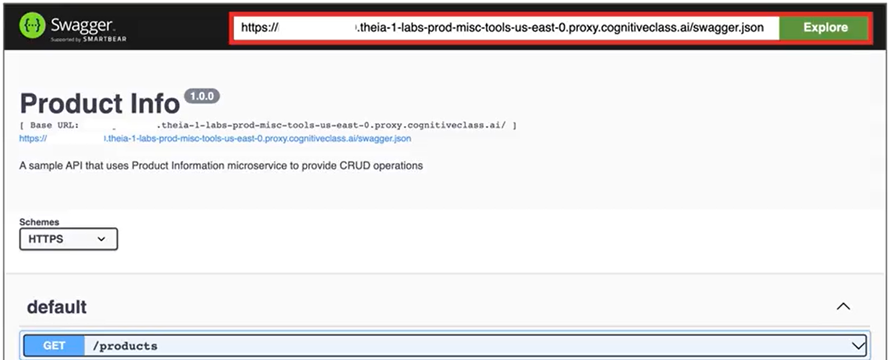 Swagger.
Supported by SMARTBEAR
https:// .theia-1-labs-prod-misc-tools-us-east-0.proxy.cognitiveclass.ai/swagger.json
Explore
Product Info 1.0.0
[ Base URL: .theia-1-labs-prod-misc-tools-us-east-0.proxy.cognitiveclass.ai/ ]
https:// .theia-1-labs-prod-misc-tools-us-east-0.proxy.cognitiveclass.ai/swagger.json
A sample API that uses Product Information microservice to provide CRUD operations
Schemes
HTTPS
default
GET /products